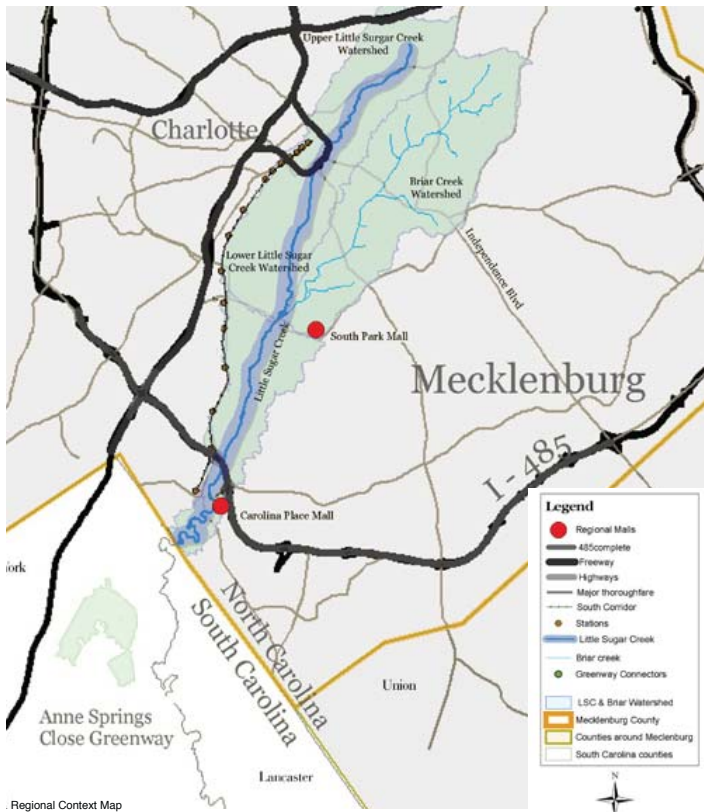 Upper Little Surgar Creek
Watershed
Charlotte
Briar Creek
Watershed
Lower Little Sugar
Creek Watershed
Independence Blvd
South Park Mall
Little Sugar Creek
Mecklenburg
I - 485
Carolina Place Mall
ork
North Carolina
South Carolina
Anne Springs
Close Greenway
Union
Lancaster
Legend
Regional Malls
485complete
Freeway
Highways
Major thoroughfare
South Corridor
Stations
Little Sugar Creek
Briar creek
Greenway Connectors
LSC & Briar Watershed
Mecklenburg County
Counties around Meclenburg
South Carolina counties
N
. Regional Context Map